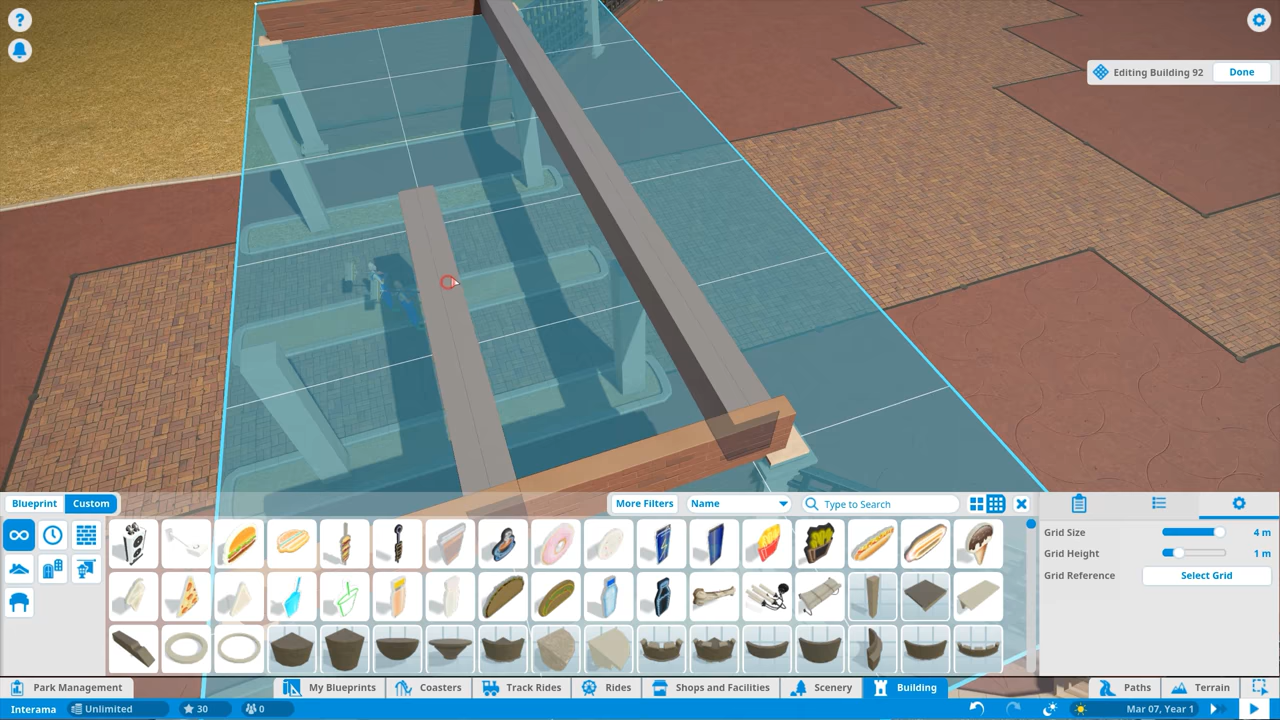 Editing Building 92
Done
Blueprint
Custom
More Filters
Name
Type to Search
Grid Size
4 m
Grid Height
1 m
Grid Reference
Select Grid
Park Management
My Blueprints
Coasters
Track Rides
Rides
Shops and Facilities
Scenery
Building
Paths
Terrain
Interama
Unlimited
30
0
Mar 07, Year 1